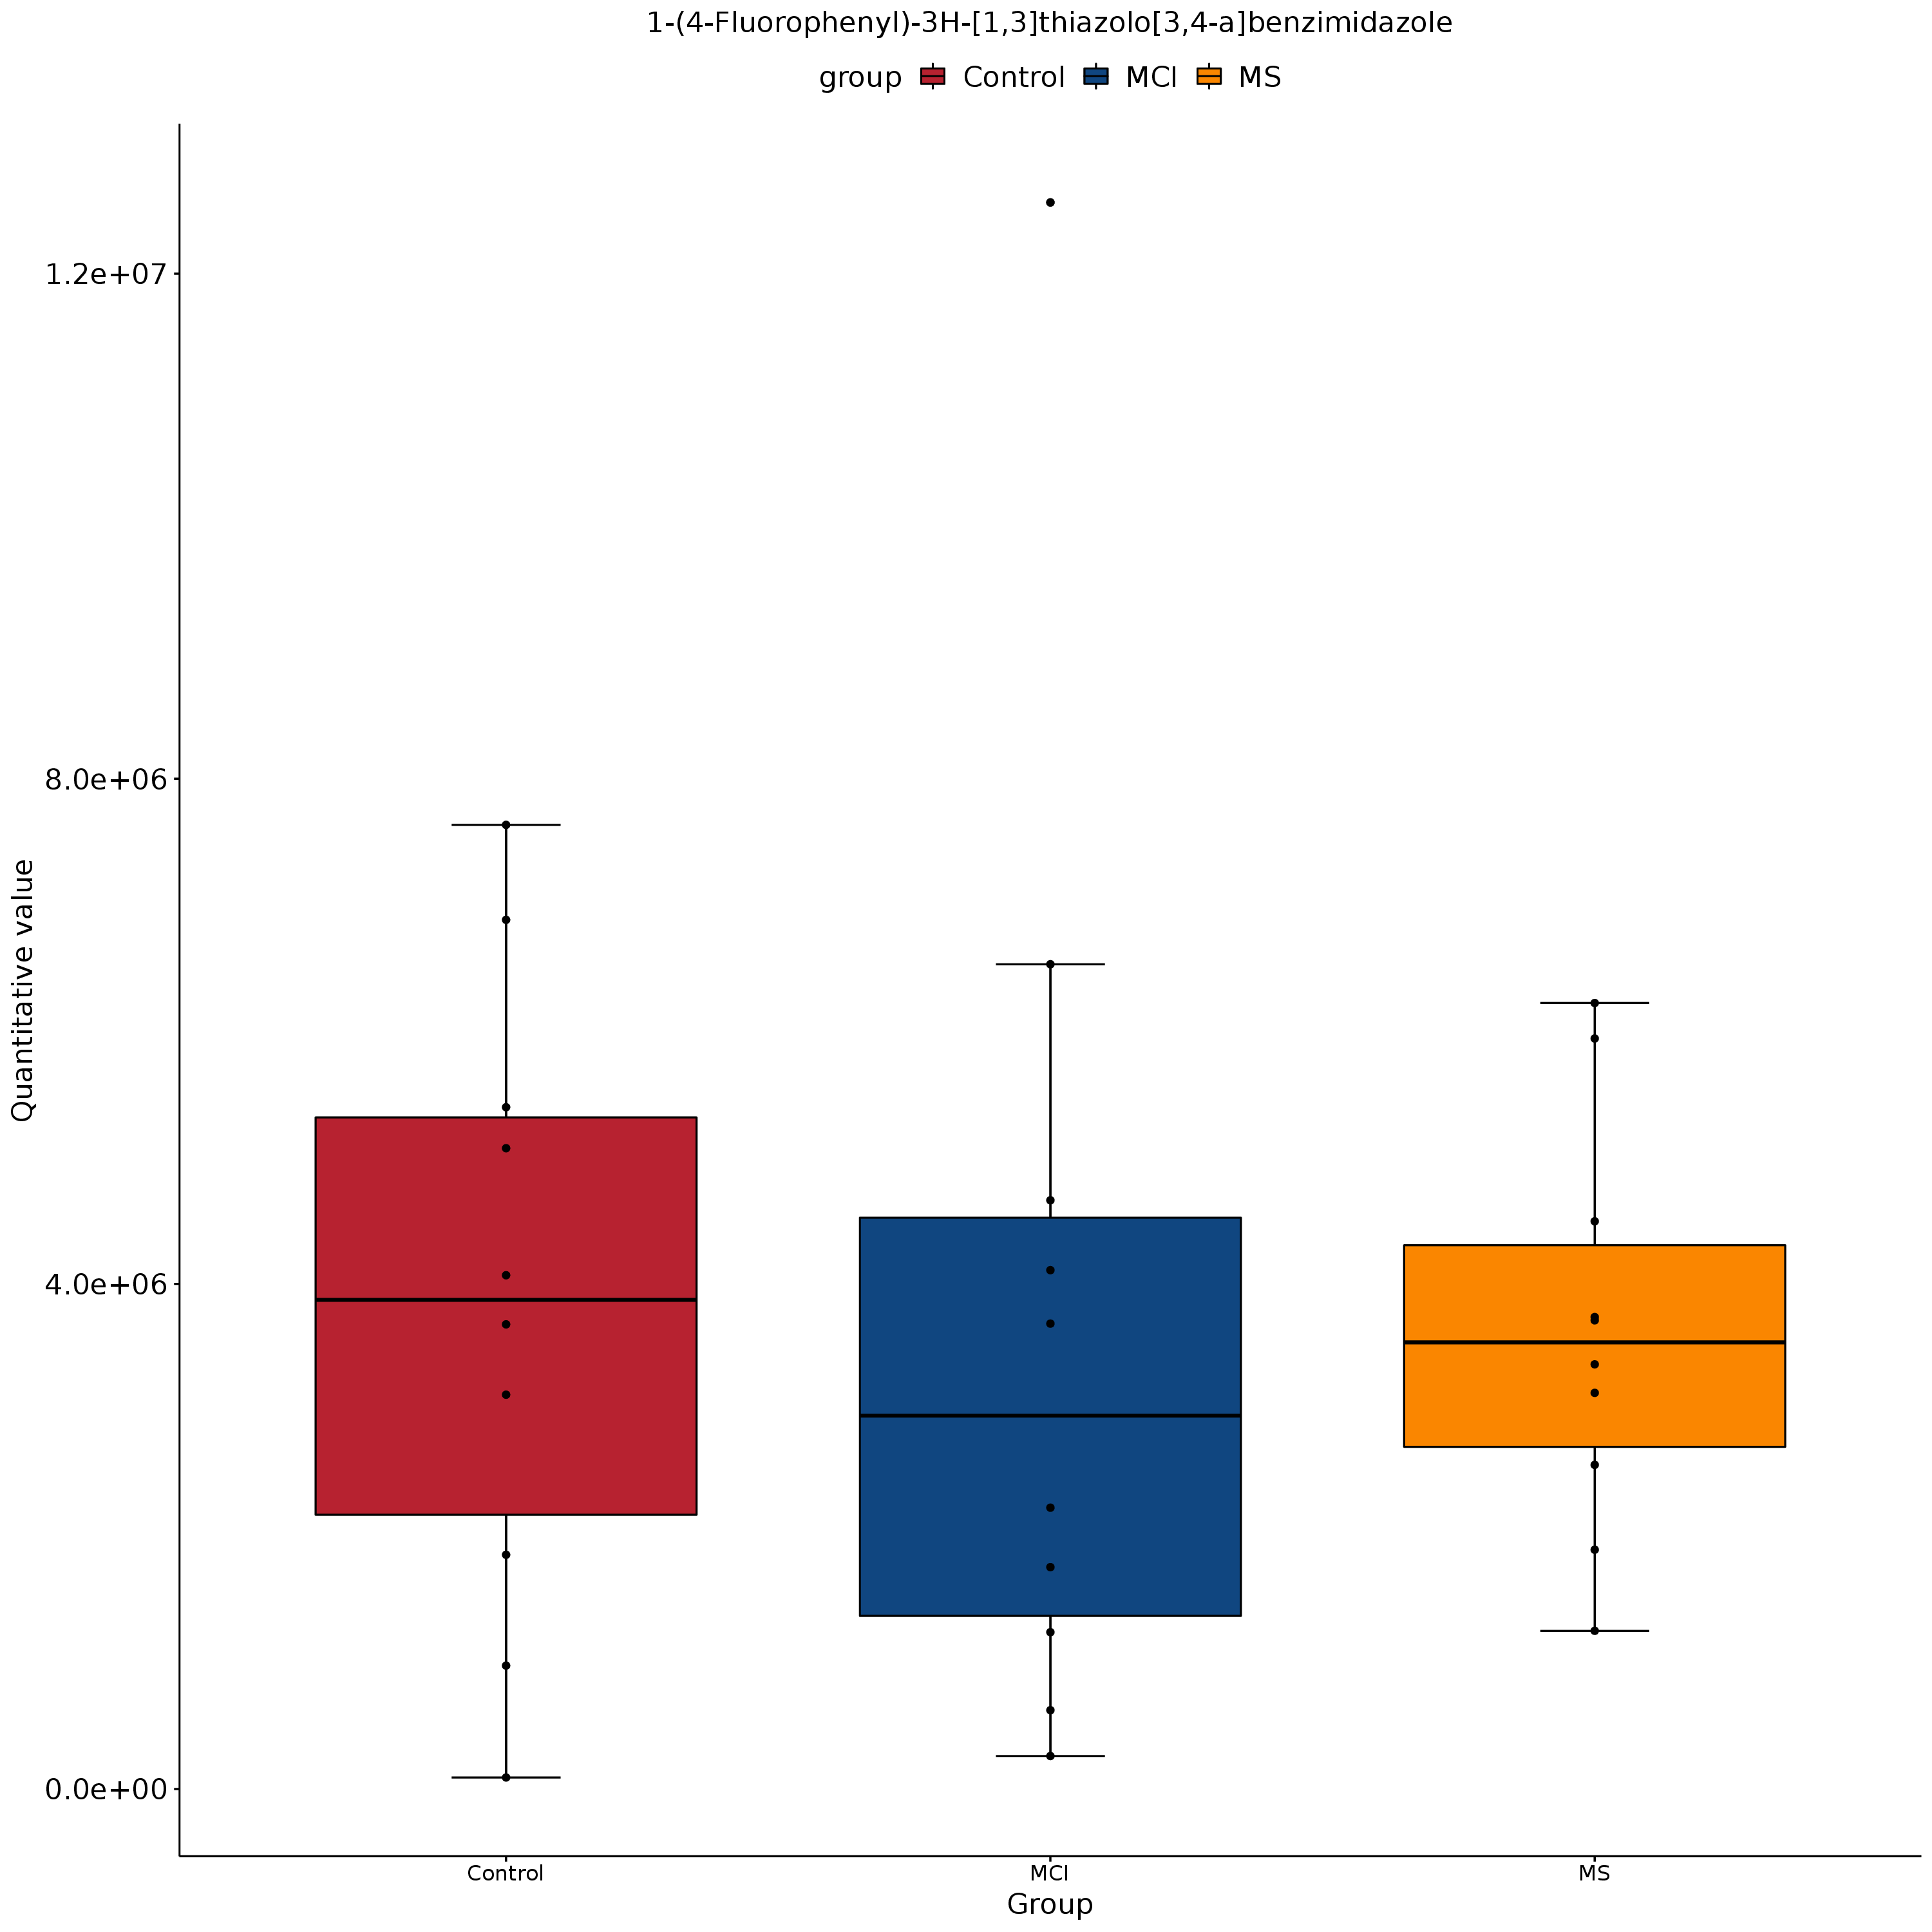 1-(4-Fluorophenyl)-3H-[1,3]thiazolo[3,4-a]benzimidazole
group Control MCI MS
1.2e+07
8.0e+06
4.0e+06
0.0e+00
Quantitative value
Control MCI MS
Group